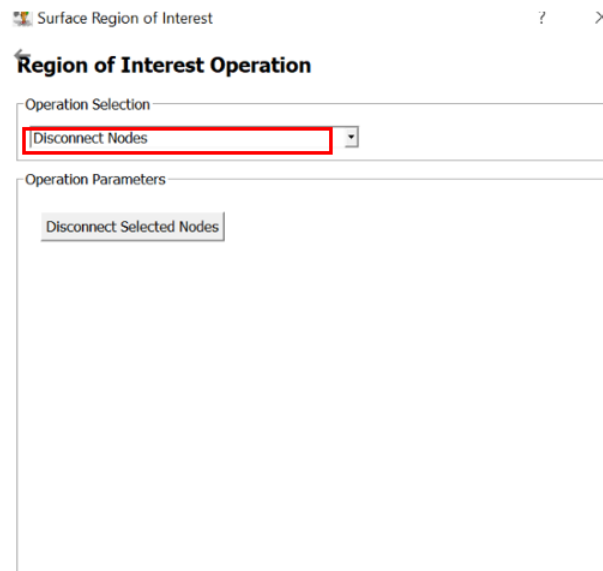 Surface Region of Interest
Region of Interest Operation
Operation Selection
Disconnect Nodes
Operation Parameters
Disconnect Selected Nodes